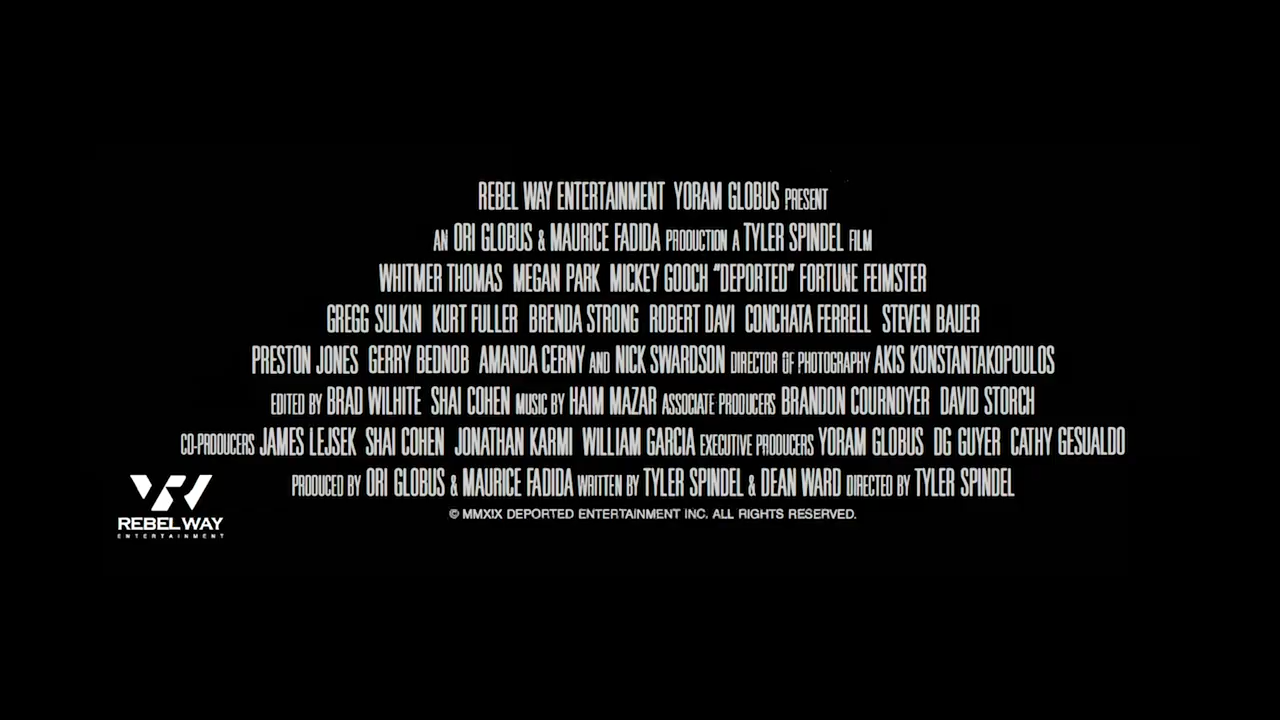 REBEL WAY ENTERTAINMENT YORAM GLOBUS PRESENT
AN ORI GLOBUS & MAURICE FADIDA PRODUCTION A TYLER SPINDEL FILM
WHITMER THOMAS MEGAN PARK MICKEY GOOCH "DEPORTED" FORTUNE FEIMSTER
GREGG SULKIN KURT FULLER BRENDA STRONG ROBERT DAVI CONCHATA FERRELL STEVEN BAUER
PRESTON JONES GERRY BEDNOB AMANDA CERNY AND NICK SWARDSON DIRECTOR OF PHOTOGRAPHY AKIS KONSTANTAKOPOULOS
EDITED BY BRAD WILHITE SHAI COHEN MUSIC BY HAIM MAZAR ASSOCIATE PRODUCERS BRANDON COURNOYER DAVID STORCH
CO-PRODUCERS JAMES LEJSEK SHAI COHEN JONATHAN KARMI WILLIAM GARCIA EXECUTIVE PRODUCERS YORAM GLOBUS DG GUYER CATHY GESUALDO
PRODUCED BY ORI GLOBUS & MAURICE FADIDA WRITTEN BY TYLER SPINDEL & DEAN WARD DIRECTED BY TYLER SPINDEL
© MMXIX DEPORTED ENTERTAINMENT INC. ALL RIGHTS RESERVED.
REBEL WAY
ENTERTAINMENT